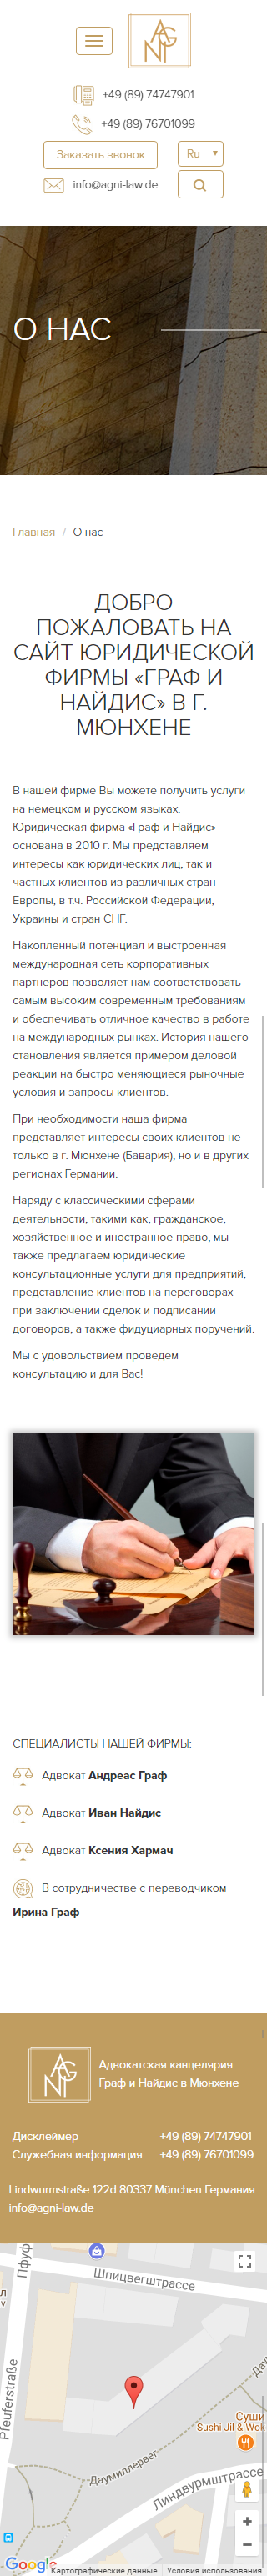 AGNI
+49 (89) 74747901
+49 (89) 76701099
Заказать звонок
Ru
info@agni-law.de
О НАС
Главная / О нас
ДОБРО
ПОЖАЛОВАТЬ НА
САЙТ ЮРИДИЧЕСКОЙ
ФИРМЫ «ГРАФ И
НАЙДИС» В Г.
МЮНХЕНЕ
В нашей фирме Вы можете получить услуги
на немецком и русском языках.
Юридическая фирма «Граф и Найдис»
основана в 2010 г. Мы представляем
интересы как юридических лиц, так и
частных клиентов из различных стран
Европы, в т.ч. Российской Федерации,
Украины и стран СНГ.
Накопленный потенциал и выстроенная
международная сеть корпоративных
партнеров позволяет нам соответствовать
самым высоким современным требованиям
и обеспечивать отличное качество в работе
на международных рынках. История нашего
становления является примером деловой
реакции на быстро меняющиеся рыночные
условия и запросы клиентов.
При необходимости наша фирма
представляет интересы своих клиентов не
только в г. Мюнхене (Бавария), но и в других
регионах Германии.
Наряду с классическими сферами
деятельности, такими как, гражданское,
хозяйственное и иностранное право, мы
также предлагаем юридические
консультационные услуги для предприятий,
представление клиентов на переговорах
при заключении сделок и подписании
договоров, а также фидуциарных поручений.
Мы с удовольствием проведем
консультацию и для Вас!
СПЕЦИАЛИСТЫ НАШЕЙ ФИРМЫ:
Адвокат Андреас Граф
Адвокат Иван Найдис
Адвокат Ксения Хармач
В сотрудничестве с переводчиком
Ирина Граф
AGNI
Адвокатская канцелярия
Граф и Найдис в Мюнхене
Дисклеймер +49 (89) 74747901
Служебная информация +49 (89) 76701099
Lindwurmstraße 122d 80337 München Германия
info@agni-law.de
Шпицвегштрассе
Пфуф
Pfeuferstraße
Даумиллервег
Дау
Суши
Sushi Jil & Wok
Линдвурмштрассе
Google
Картографические данные Условия использования